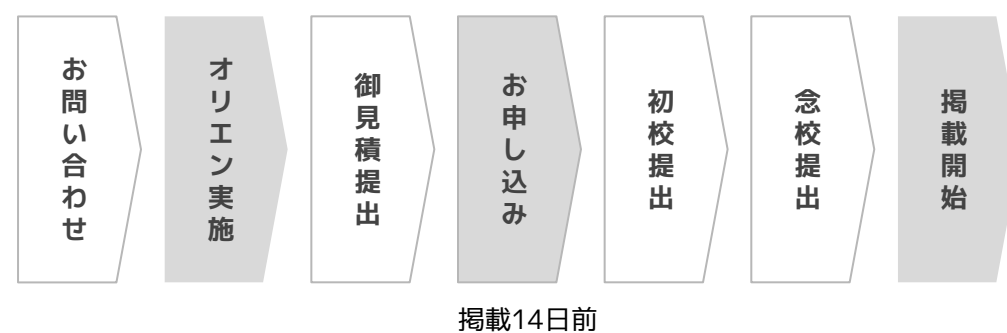 お問い合わせ
オリエン実施
御見積提出
お申し込み
初校提出
念校提出
掲載開始
掲載14日前